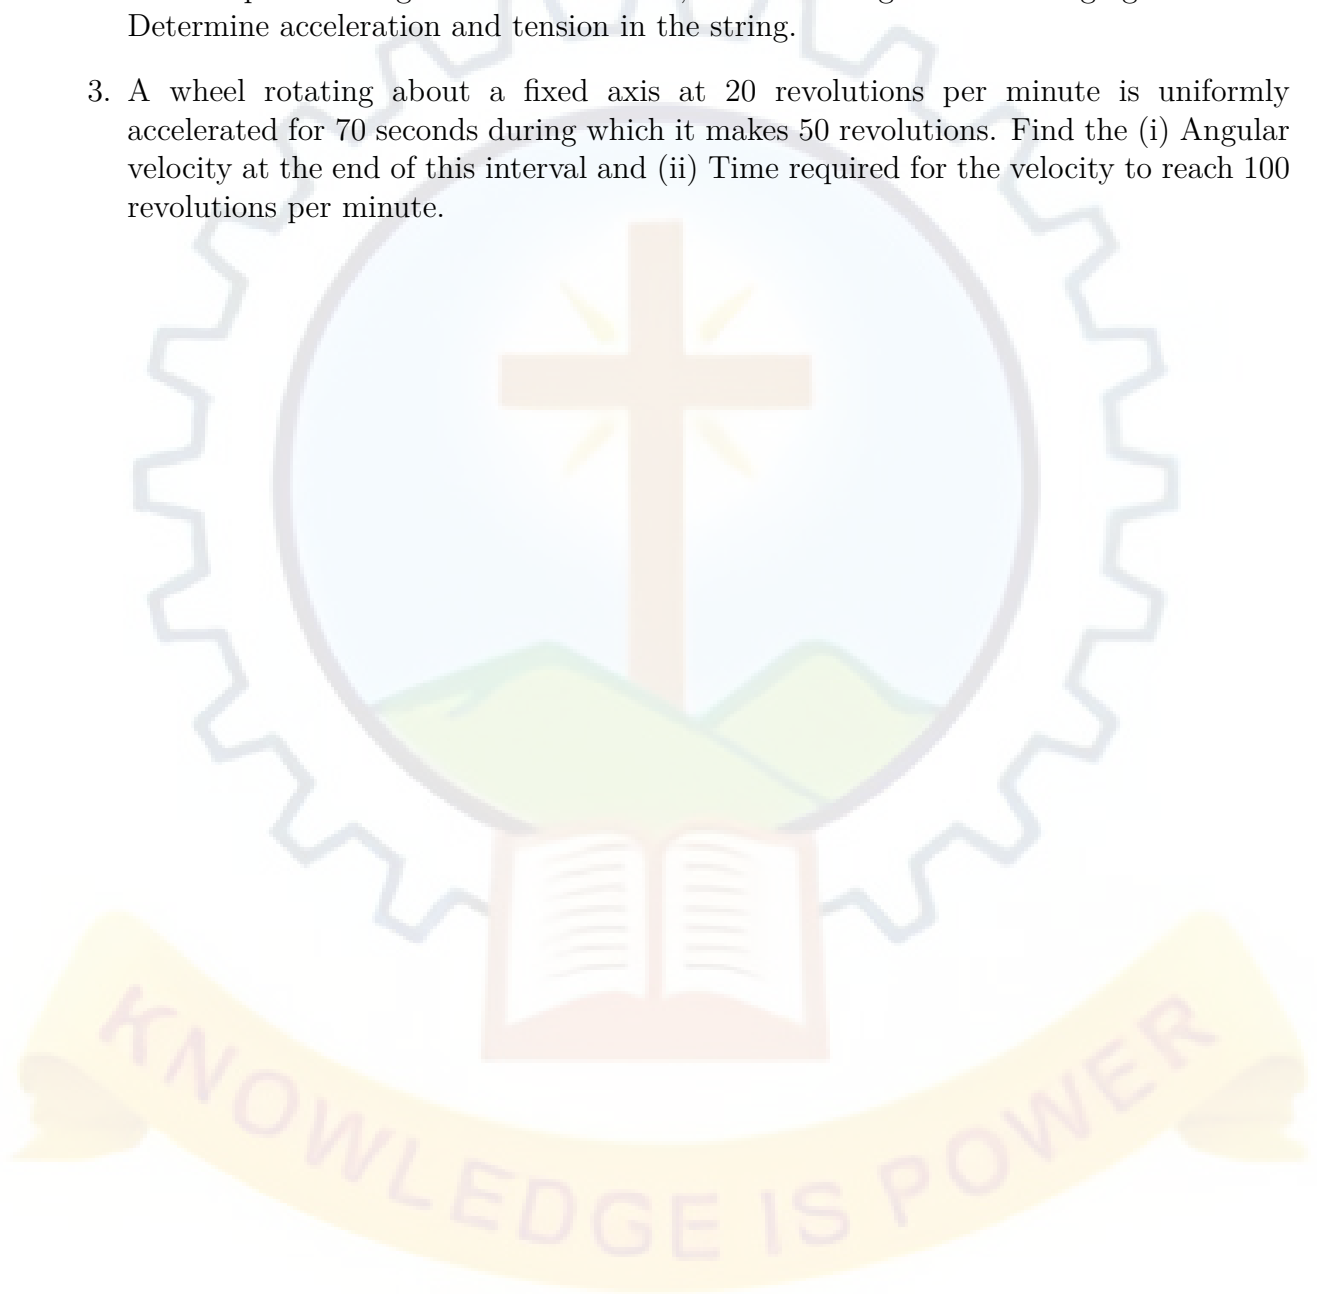 Determine acceleration and tension in the string.
3. A wheel rotating about a fixed axis at 20 revolutions per minute is uniformly
accelerated for 70 seconds during which it makes 50 revolutions. Find the (i) Angular
velocity at the end of this interval and (ii) Time required for the velocity to reach 100
revolutions per minute.
KNOWLEDGE IS POWER